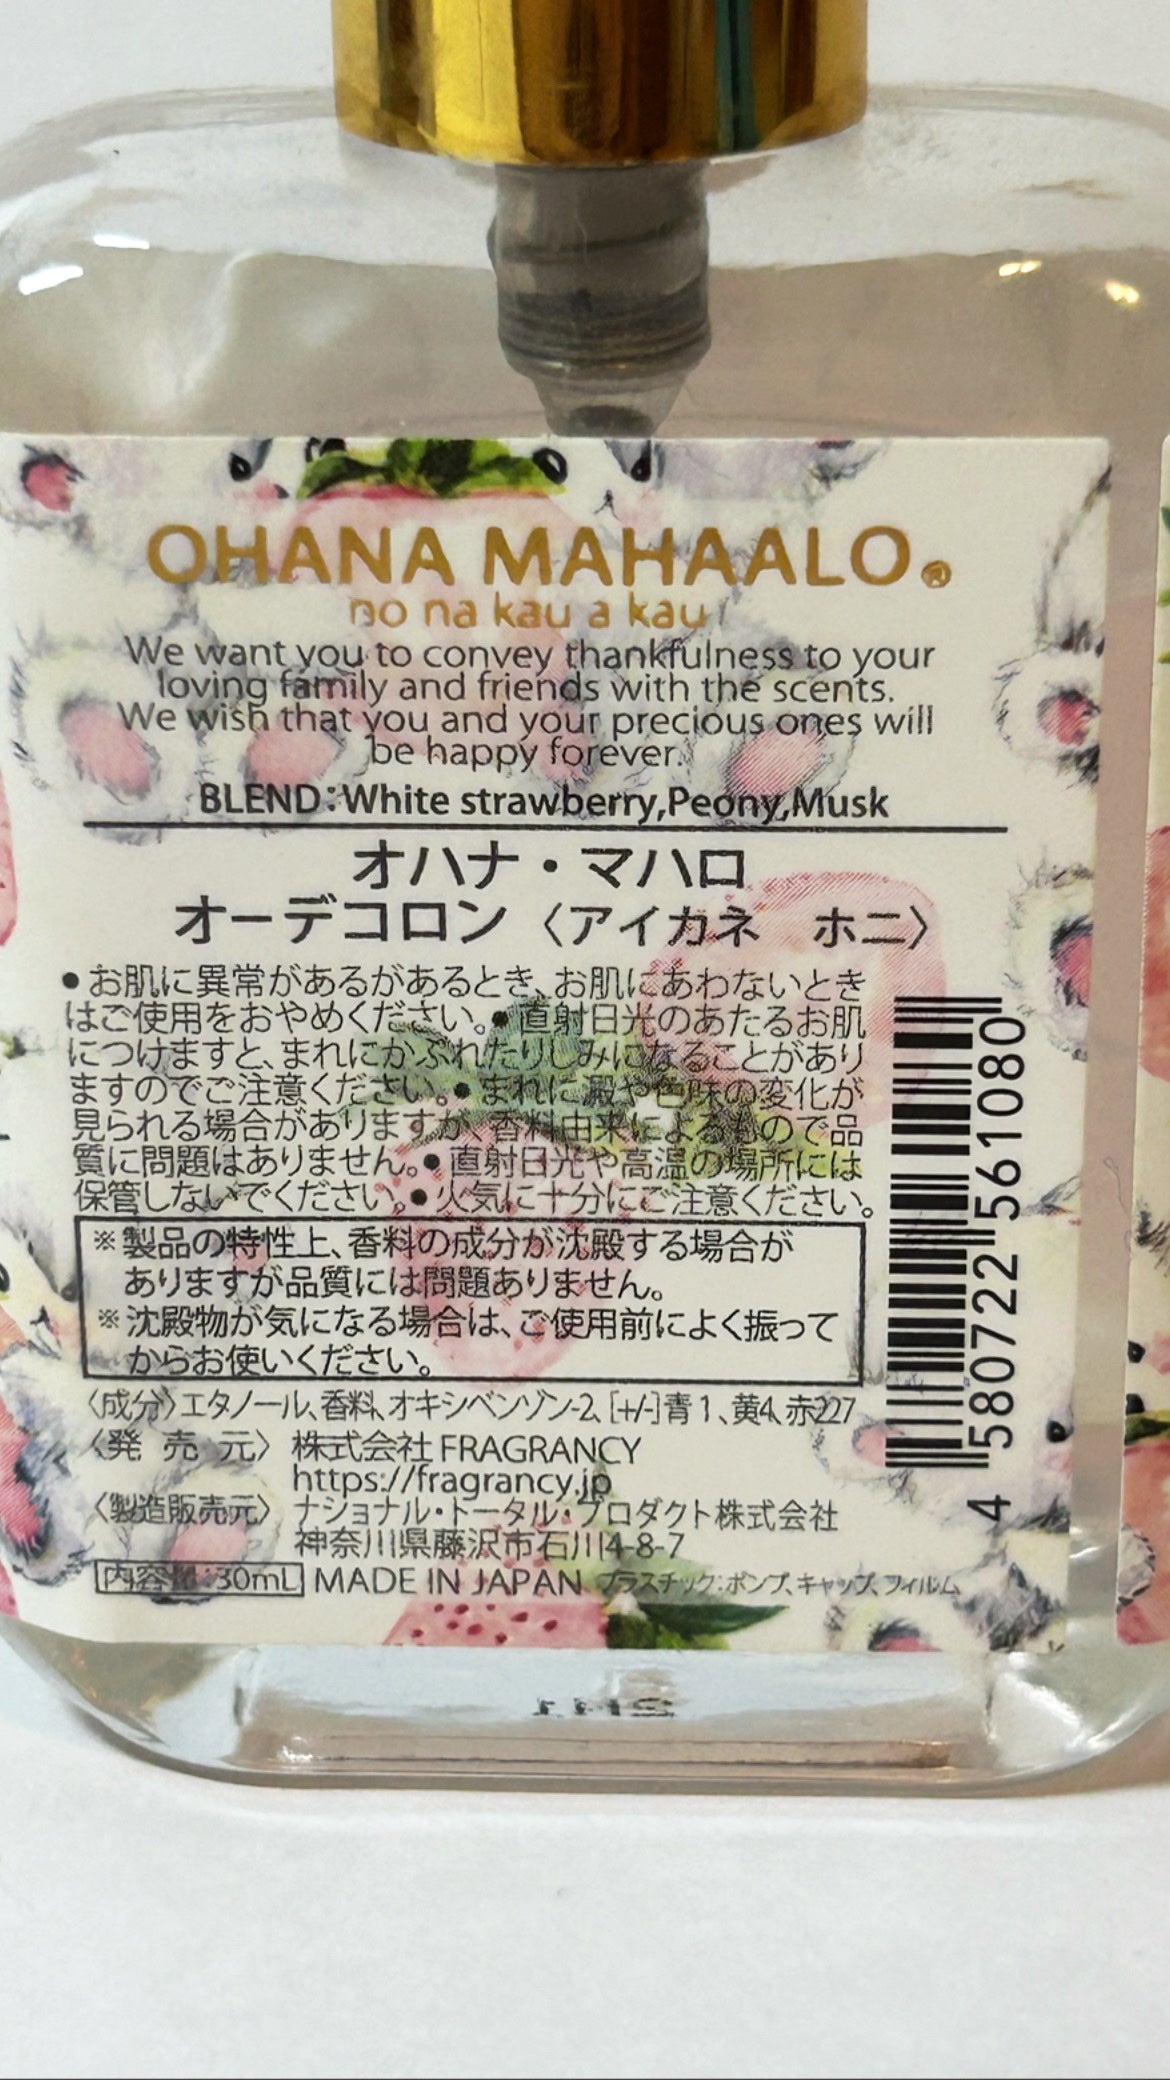 OHANA MAHAALO®
no na kau a kau
We want you to convey thankfulness to your
loving family and friends with the scents.
We wish that you and your precious ones will
be happy forever.
BLEND:White strawberry,Peony,Musk
オハナ・マハロ
オーデコロン〈アイカネ　ホニ〉
●お肌に異常があるがあるとき、お肌にあわないとき
はご使用をおやめください。●直射日光のあたるお肌
につけますと、まれにかぶれたりしみになることがあり
ますのでご注意ください。●まれに澱や色味の変化が
見られる場合がありますが、香料由来によるもので品
質に問題はありません。●直射日光や高温の場所には
保管しないでください。●火気に十分にご注意ください。
※製品の特性上、香料の成分が沈殿する場合が
ありますが品質には問題ありません。
※沈殿物が気になる場合は、ご使用前によく振って
からお使いください。
〈成分〉エタノール、香料、オキシベンゾン-2、[+/-]青1、黄4、赤227
〈発売元〉株式会社 FRAGRANCY
https://fragrancy.jp
〈製造販売元〉ナショナル・トータル・プロダクト株式会社
神奈川県藤沢市石川4-8-7
内容量:30mL MADE IN JAPAN プラスチック:ポンプ、キャップ、フィルム
4 580722 561080